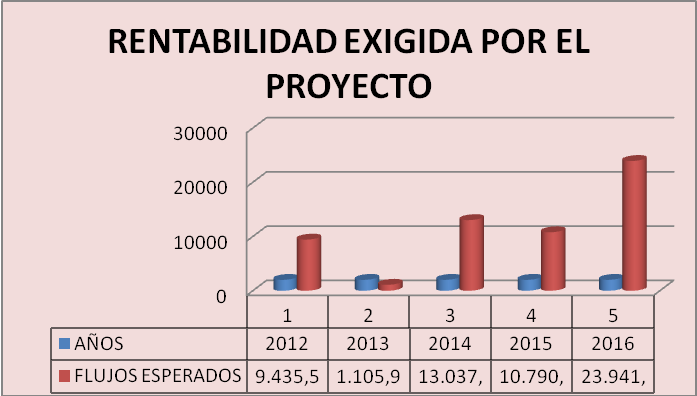 RENTABILIDAD EXIGIDA POR EL
PROYECTO
30000
20000
10000
0
1 2 3 4 5
AÑOS 2012 2013 2014 2015 2016
FLUJOS ESPERADOS 9.435,5 1.105,9 13.037, 10.790, 23.941,